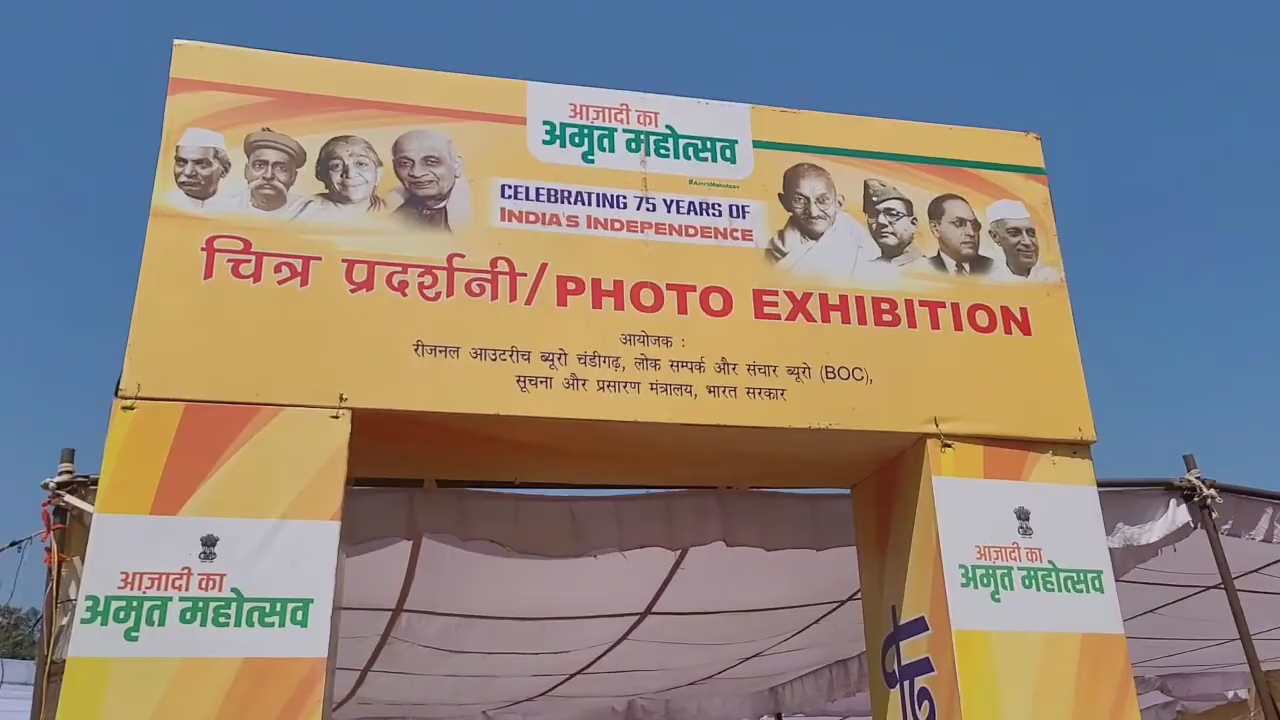 आज़ादी का
अमृत महोत्सव
#AmritMahotsav
CELEBRATING 75 YEARS OF
INDIA'S INDEPENDENCE
चित्र प्रदर्शनी/PHOTO EXHIBITION
आयोजक :
रीजनल आउटरीच ब्यूरो चंडीगढ़, लोक सम्पर्क और संचार ब्यूरो (BOC),
सूचना और प्रसारण मंत्रालय, भारत सरकार
आज़ादी का
अमृत महोत्सव
आज़ादी का
अमृत महोत्सव